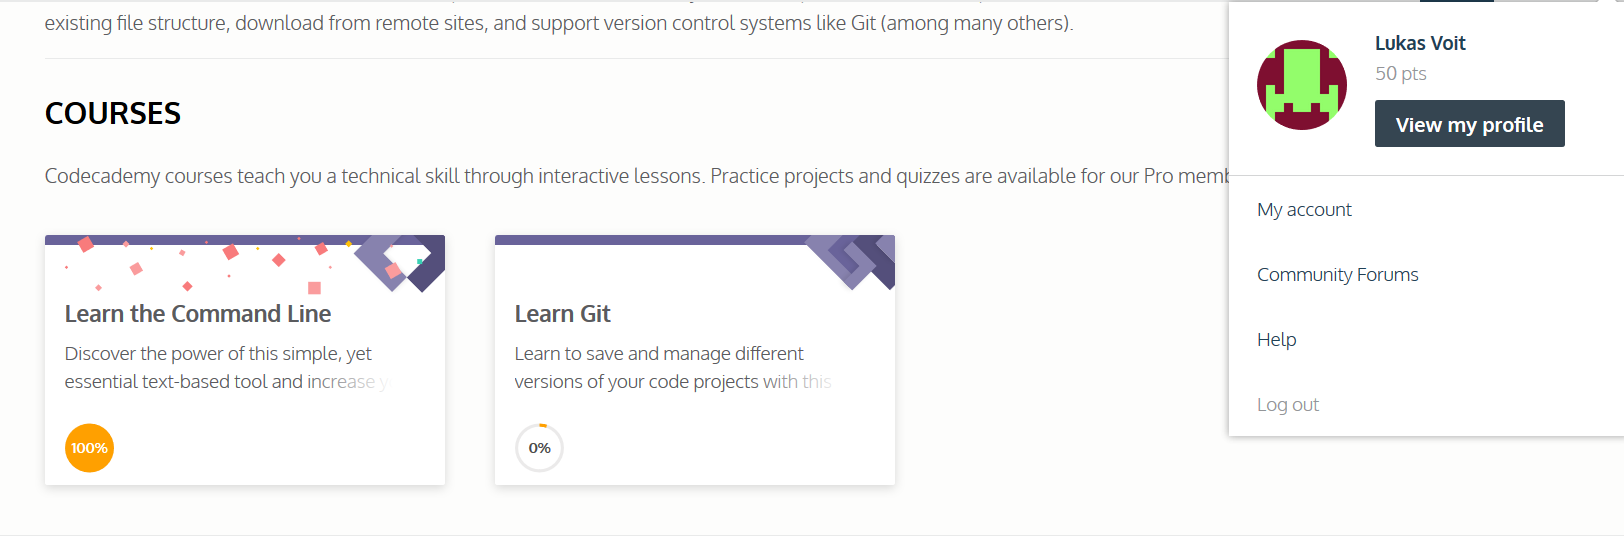 existing file structure, download from remote sites, and support version control systems like Git (among many others).
COURSES
Codecademy courses teach you a technical skill through interactive lessons. Practice projects and quizzes are available for our Pro
Learn the Command Line
Discover the power of this simple, yet
essential text-based tool and increase
100%
Learn Git
Learn to save and manage different
versions of your code projects with this
0%
Lukas Voit
50 pts
View my profile
My account
Community Forums
Help
Log out